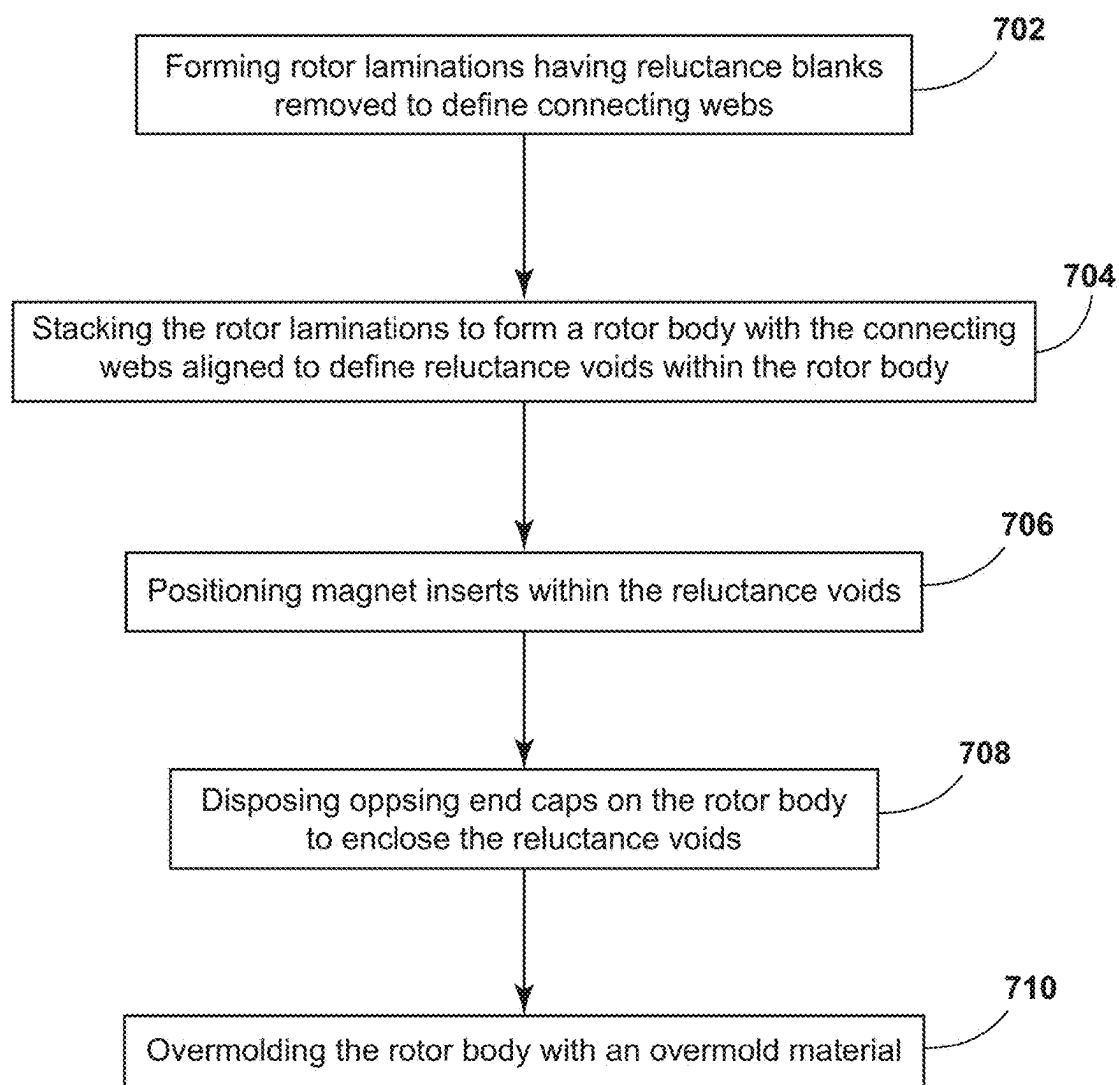 702
Forming rotor laminations having reluctance blanks
removed to define connecting webs
704
Stacking the rotor laminations to form a rotor body with the connecting
webs aligned to define reluctance voids within the rotor body
706
Positioning magnet inserts within the reluctance voids
708
Disposing oppsing end caps on the rotor body
to enclose the reluctance voids
710
Overmolding the rotor body with an overmold material